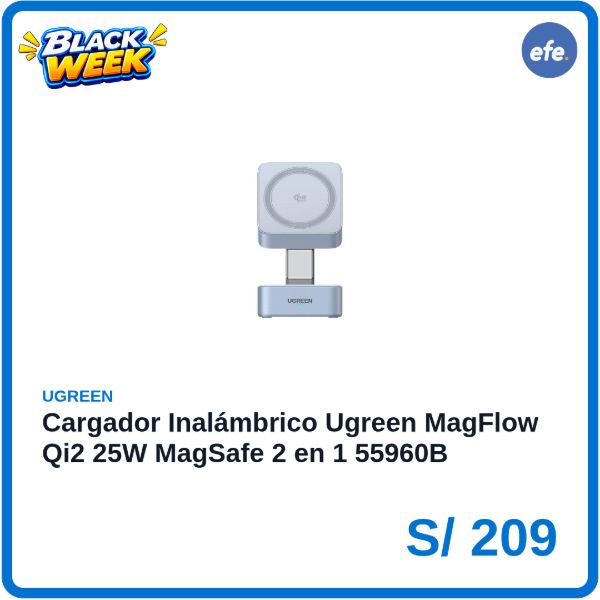 BLACK
WEEK
efe.
UGREEN
UGREEN
Cargador Inalámbrico Ugreen MagFlow
Qi2 25W MagSafe 2 en 1 55960B
S/ 209